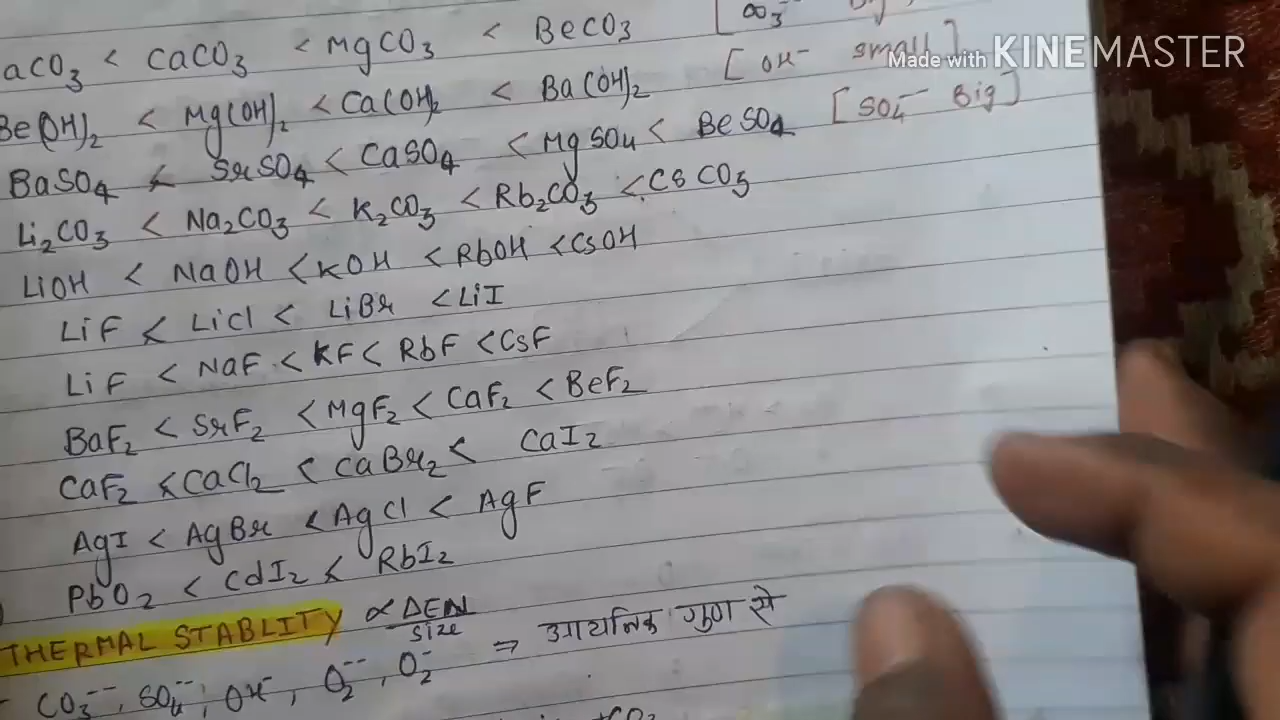 aCO3 < CaCO3 < MgCO3 < BeCO3 [CO3--
Be(OH)2 < Mg(OH)2 < Ca(OH)2 < Ba(OH)2 [OH- small]
BaSO4 < SrSO4 < CaSO4 < MgSO4 < BeSO4 [SO4-- Big]
Li2CO3 < Na2CO3 < K2CO3 < Rb2CO3 < CsCO3
LiOH < NaOH < KOH < RbOH < CsOH
LiF < LiCl < LiBr < LiI
LiF < NaF < KF < RbF < CsF
BaF2 < SrF2 < MgF2 < CaF2 < BeF2
CaF2 < CaCl2 < CaBr2 < CaI2
AgI < AgBr < AgCl < AgF
PbO2 < CdI2 < RbI2
THERMAL STABLITY ∝ ΔEN/Size ⇒ आयनिक गुण से
CO3--, SO4--, OH-, O2--, O2-
+CO2
Made with KINEMASTER